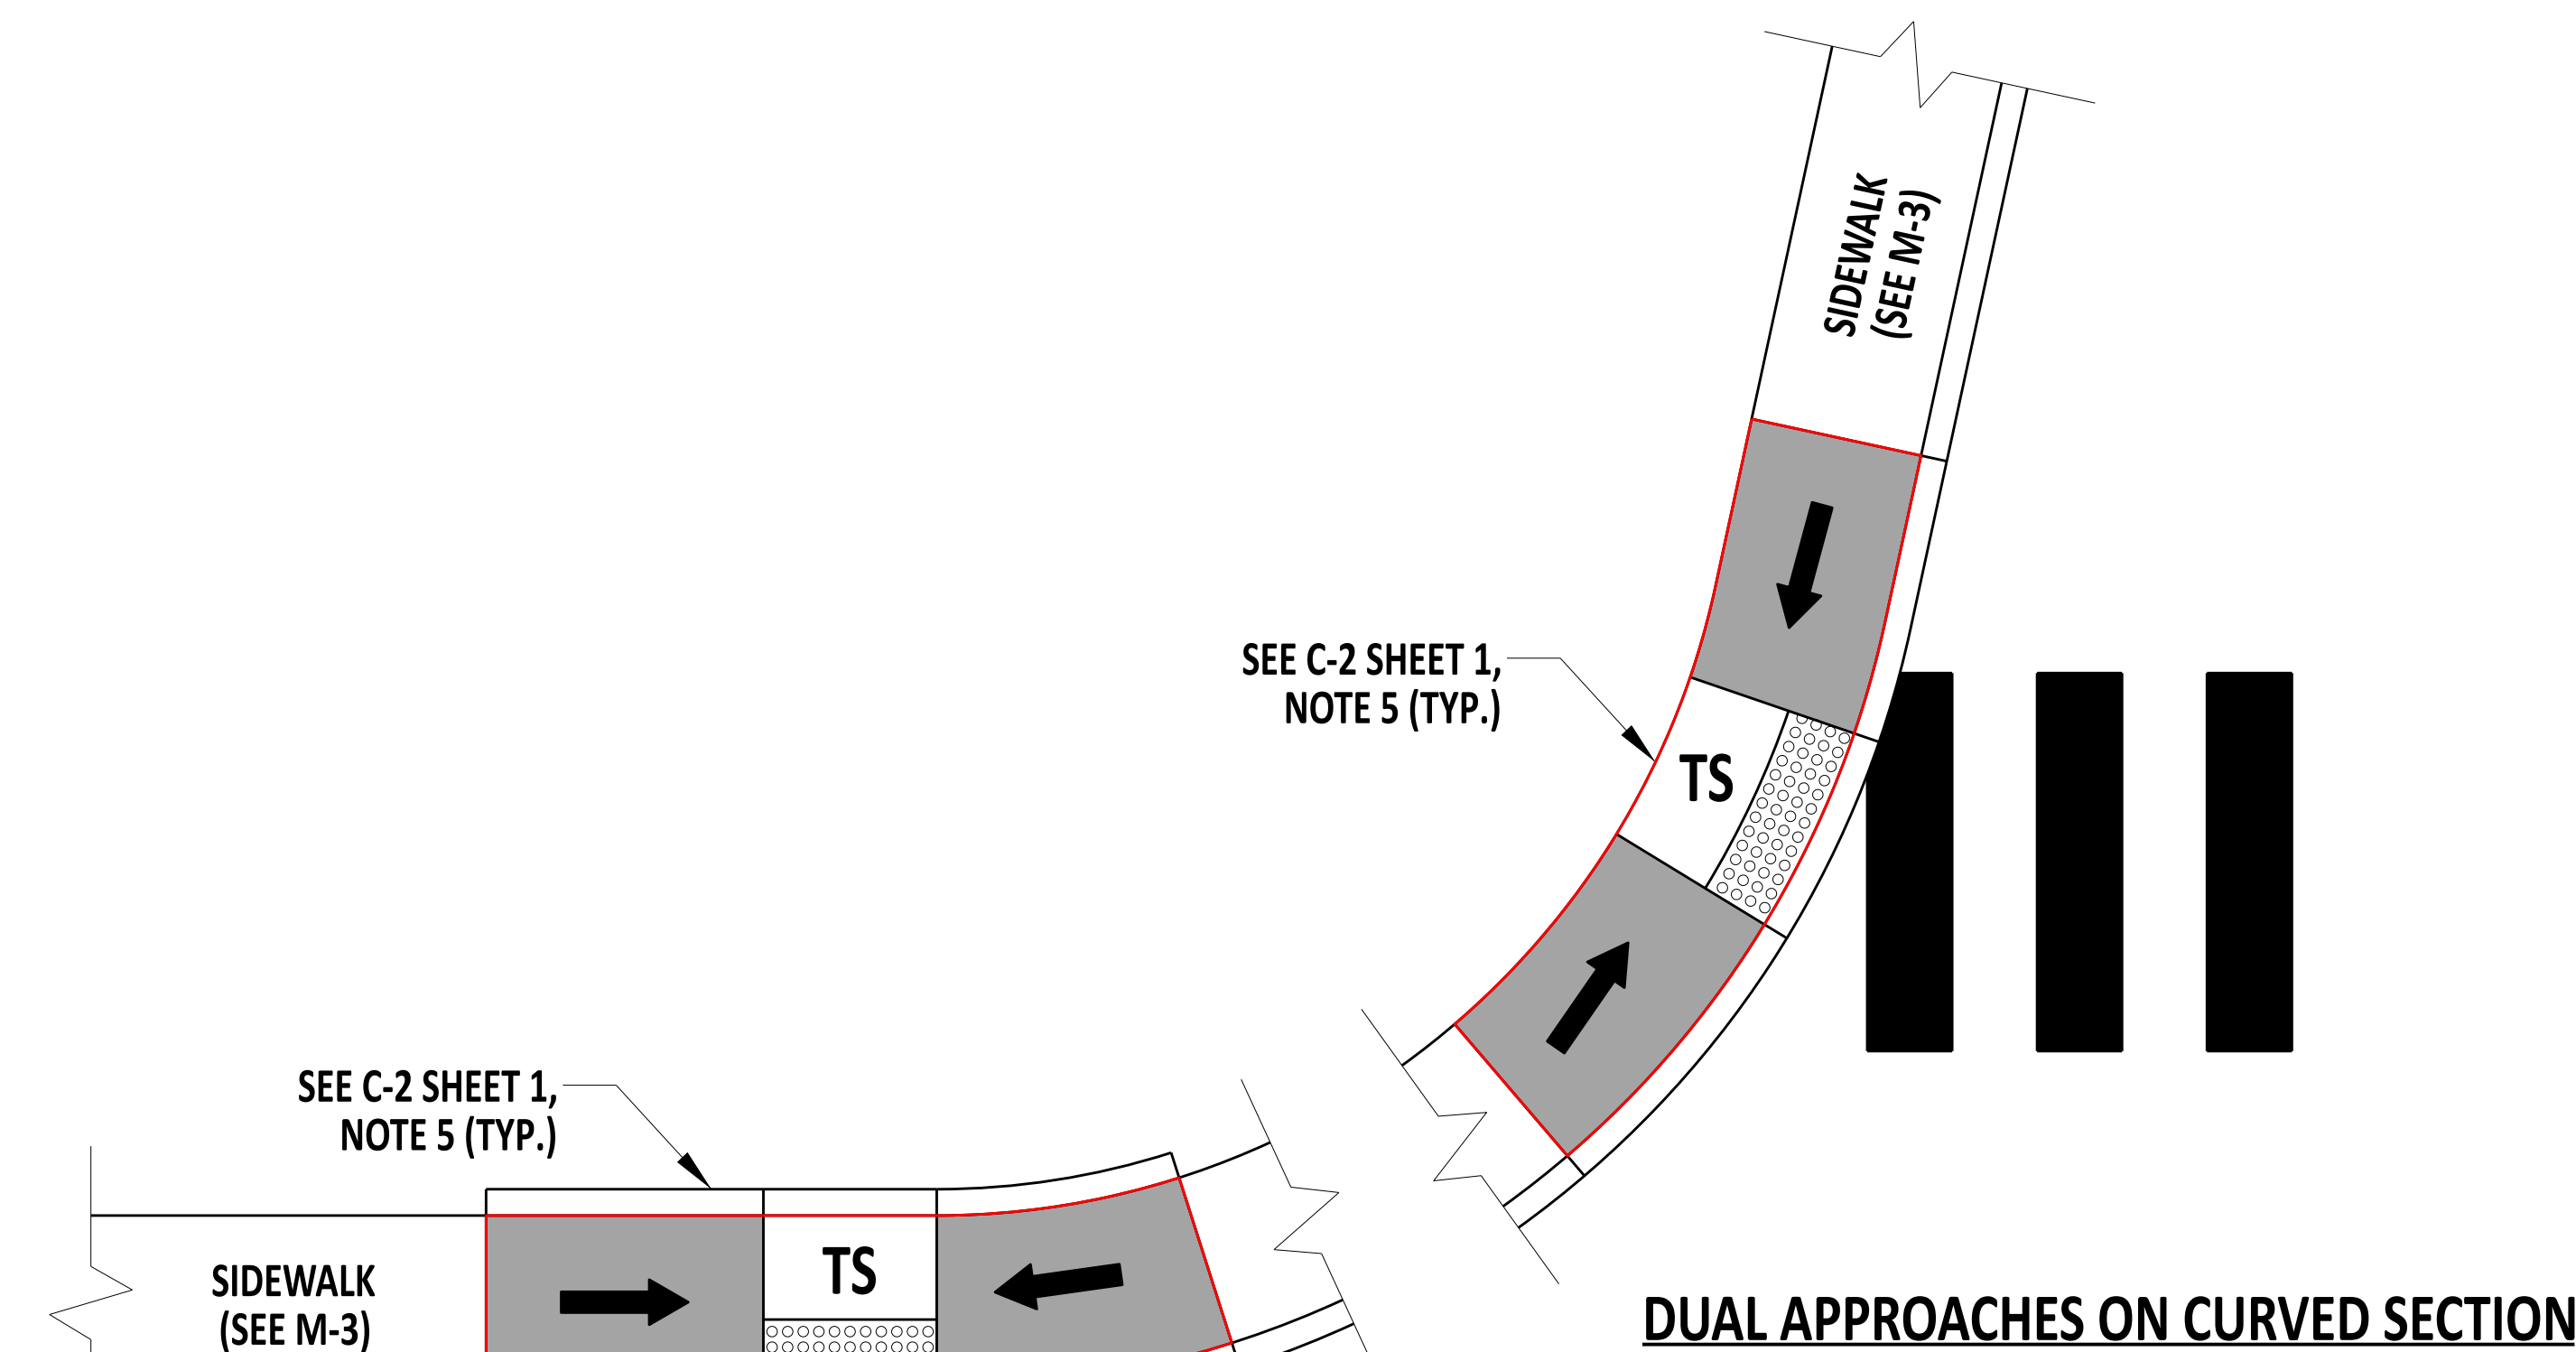 SIDEWALK
(SEE M-3)
SEE C-2 SHEET 1,
NOTE 5 (TYP.)
TS
SEE C-2 SHEET 1,
NOTE 5 (TYP.)
TS
SIDEWALK
(SEE M-3)
DUAL APPROACHES ON CURVED SECTION